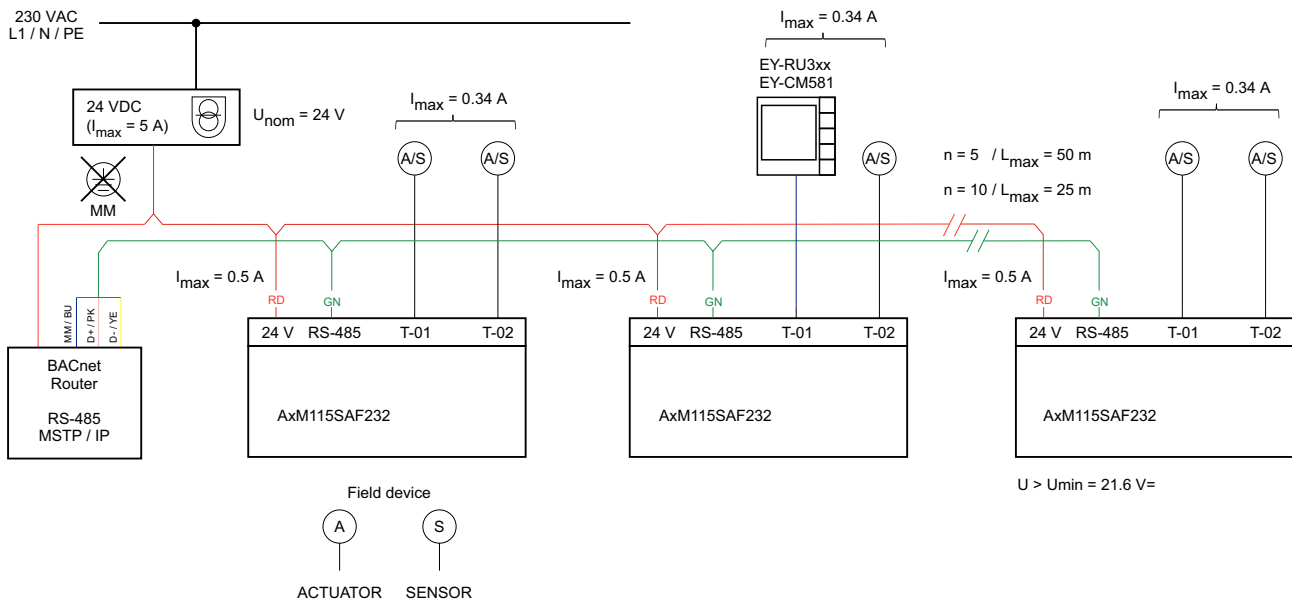 230 VAC
L1 / N / PE
24 VDC
(Imax = 5 A)
Unom = 24 V
MM
Imax = 0.34 A
A/S
A/S
Imax = 0.34 A
EY-RU3xx
EY-CM581
A/S
n = 5 / Lmax = 50 m
n = 10 / Lmax = 25 m
Imax = 0.34 A
A/S
A/S
Imax = 0.5 A
RD
GN
Imax = 0.5 A
RD
GN
Imax = 0.5 A
RD
GN
MM / BU
D+ / PK
D- / YE
BACnet
Router
RS-485
MSTP / IP
24 V RS-485 T-01 T-02
AxM115SAF232
24 V RS-485 T-01 T-02
AxM115SAF232
24 V RS-485 T-01 T-02
AxM115SAF232
U > Umin = 21.6 V=
Field device
A
S
ACTUATOR
SENSOR